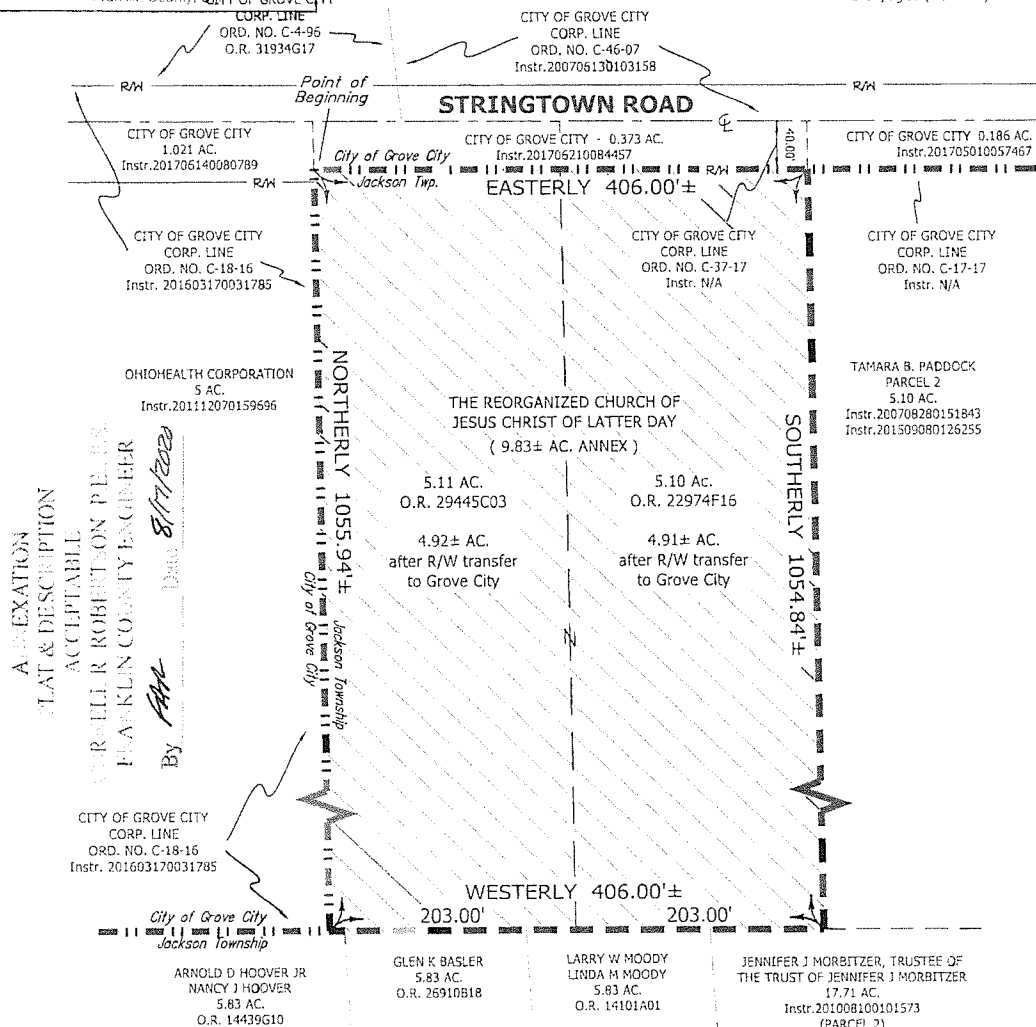 CITY OF GROVE CITY
CORP. LINE
ORD. NO. C-4-96
O.R. 31934G17
CITY OF GROVE CITY
CORP. LINE
ORD. NO. C-46-07
Instr.200706130103158
R/W
Point of
Beginning
R/W
STRINGTOWN ROAD
CITY OF GROVE CITY
1.021 AC.
Instr.201706140080789
CITY OF GROVE CITY - 0.373 AC.
Instr.201706210084457
40.00'
CITY OF GROVE CITY 0.186 AC.
Instr.201705010057467
City of Grove City
Jackson Twp.
R/W
R/W
EASTERLY 406.00'±
CITY OF GROVE CITY
CORP. LINE
ORD. NO. C-18-16
Instr. 201603170031785
CITY OF GROVE CITY
CORP. LINE
ORD. NO. C-37-17
Instr. N/A
CITY OF GROVE CITY
CORP. LINE
ORD. NO. C-17-17
Instr. N/A
OHIOHEALTH CORPORATION
5 AC.
Instr.201112070159696
NORTHERLY 1055.94'±
THE REORGANIZED CHURCH OF
JESUS CHRIST OF LATTER DAY
( 9.83± AC. ANNEX )
5.11 AC.
O.R. 29445C03
4.92± AC.
after R/W transfer
to Grove City
5.10 Ac.
O.R. 22974F16
4.91± AC.
after R/W transfer
to Grove City
SOUTHERLY 1054.84'±
TAMARA B. PADDOCK
PARCEL 2
5.10 AC.
Instr.200708280151843
Instr.201509080126255
PLAT & DESCRIPTION
ACCEPTABLE
ROBERTSON P.E.
FRANKLIN COUNTY ENGINEER
By Date 8/17/2020
City of Grove City
Jackson Township
CITY OF GROVE CITY
CORP. LINE
ORD. NO. C-18-16
Instr. 201603170031785
WESTERLY 406.00'±
203.00' 203.00'
City of Grove City
Jackson Township
ARNOLD D HOOVER JR
NANCY J HOOVER
5.83 AC.
O.R. 14439G10
GLEN K BASLER
5.83 AC.
O.R. 26910B18
LARRY W MOODY
LINDA M MOODY
5.83 AC.
O.R. 14101A01
JENNIFER J MORBITZER, TRUSTEE OF
THE TRUST OF JENNIFER J MORBITZER
17.71 AC.
Instr.201008100101573
(PARCEL 2)